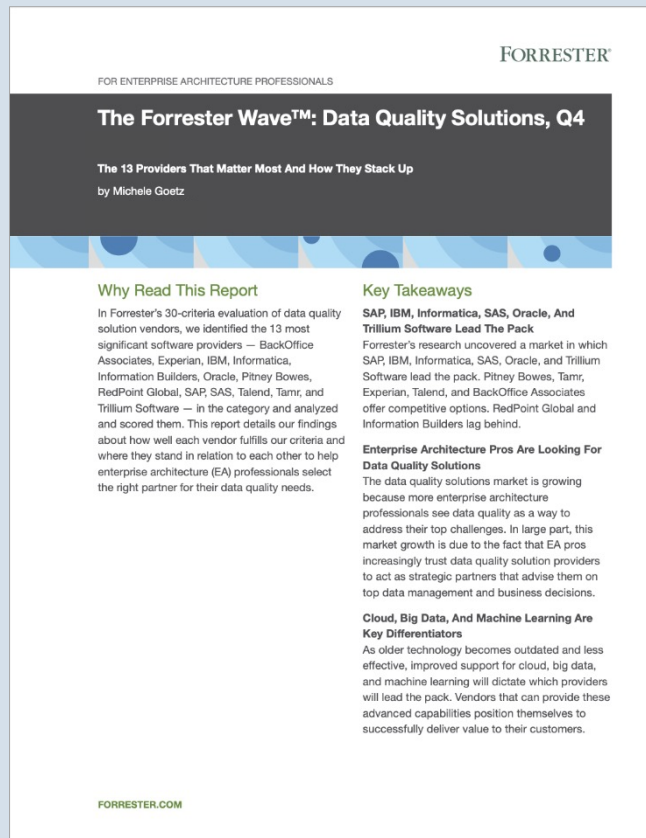 FORRESTER®
FOR ENTERPRISE ARCHITECTURE PROFESSIONALS
The Forrester Wave™: Data Quality Solutions, Q4
The 13 Providers That Matter Most And How They Stack Up
by Michele Goetz
Why Read This Report
In Forrester's 30-criteria evaluation of data quality
solution vendors, we identified the 13 most
significant software providers — BackOffice
Associates, Experian, IBM, Informatica,
Information Builders, Oracle, Pitney Bowes,
RedPoint Global, SAP, SAS, Talend, Tamr, and
Trillium Software — in the category and analyzed
and scored them. This report details our findings
about how well each vendor fulfills our criteria and
where they stand in relation to each other to help
enterprise architecture (EA) professionals select
the right partner for their data quality needs.
Key Takeaways
SAP, IBM, Informatica, SAS, Oracle, And
Trillium Software Lead The Pack
Forrester's research uncovered a market in which
SAP, IBM, Informatica, SAS, Oracle, and Trillium
Software lead the pack. Pitney Bowes, Tamr,
Experian, Talend, and BackOffice Associates
offer competitive options. RedPoint Global and
Information Builders lag behind.
Enterprise Architecture Pros Are Looking For
Data Quality Solutions
The data quality solutions market is growing
because more enterprise architecture
professionals see data quality as a way to
address their top challenges. In large part, this
market growth is due to the fact that EA pros
increasingly trust data quality solution providers
to act as strategic partners that advise them on
top data management and business decisions.
Cloud, Big Data, And Machine Learning Are
Key Differentiators
As older technology becomes outdated and less
effective, improved support for cloud, big data,
and machine learning will dictate which providers
will lead the pack. Vendors that can provide these
advanced capabilities position themselves to
successfully deliver value to their customers.
FORRESTER.COM